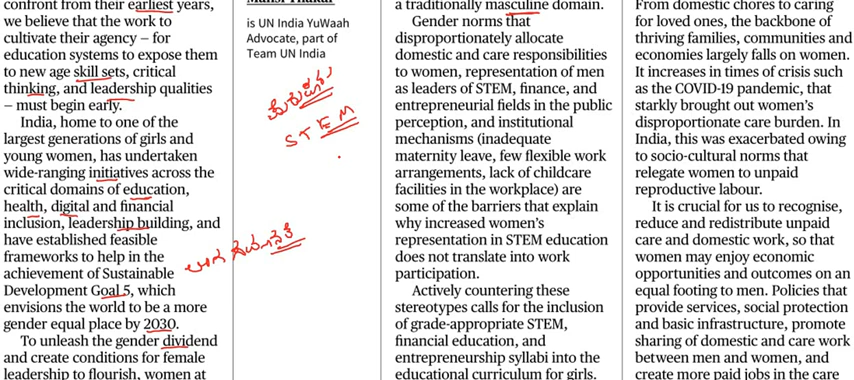 confront from their earliest years,
we believe that the work to
cultivate their agency – for
education systems to expose them
to new age skill sets, critical
thinking, and leadership qualities
– must begin early.
India, home to one of the
largest generations of girls and
young women, has undertaken
wide-ranging initiatives across the
critical domains of education,
health, digital and financial
inclusion, leadership building, and
have established feasible
frameworks to help in the
achievement of Sustainable
Development Goal 5, which
envisions the world to be a more
gender equal place by 2030.
To unleash the gender dividend
and create conditions for female
leadership to flourish, women at
Mansi Thakar
is UN India YuWaah
Advocate, part of
Team UN India
STEM
a traditionally masculine domain.
Gender norms that
disproportionately allocate
domestic and care responsibilities
to women, representation of men
as leaders of STEM, finance, and
entrepreneurial fields in the public
perception, and institutional
mechanisms (inadequate
maternity leave, few flexible work
arrangements, lack of childcare
facilities in the workplace) are
some of the barriers that explain
why increased women's
representation in STEM education
does not translate into work
participation.
Actively countering these
stereotypes calls for the inclusion
of grade-appropriate STEM,
financial education, and
entrepreneurship syllabi into the
educational curriculum for girls.
From domestic chores to caring
for loved ones, the backbone of
thriving families, communities and
economies largely falls on women.
It increases in times of crisis such
as the COVID-19 pandemic, that
starkly brought out women's
disproportionate care burden. In
India, this was exacerbated owing
to socio-cultural norms that
relegate women to unpaid
reproductive labour.
It is crucial for us to recognise,
reduce and redistribute unpaid
care and domestic work, so that
women may enjoy economic
opportunities and outcomes on an
equal footing to men. Policies that
provide services, social protection
and basic infrastructure, promote
sharing of domestic and care work
between men and women, and
create more paid jobs in the care